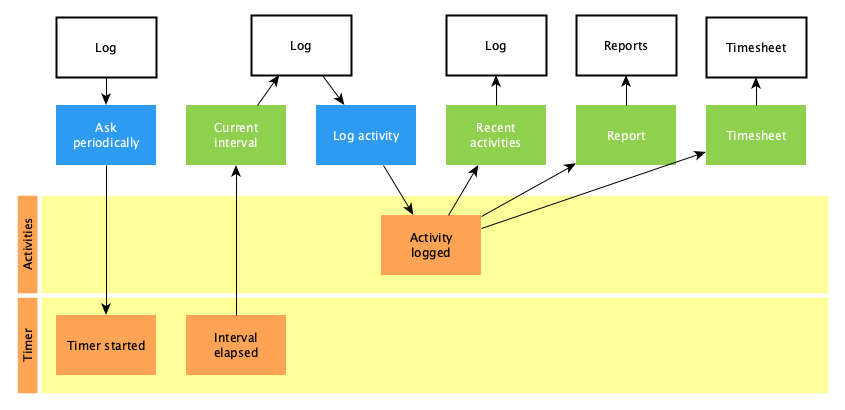 Log
Log
Log
Reports
Timesheet
Ask
periodically
Current
interval
Log activity
Recent
activities
Report
Timesheet
Activities
Activity
logged
Timer
Timer started
Interval
elapsed